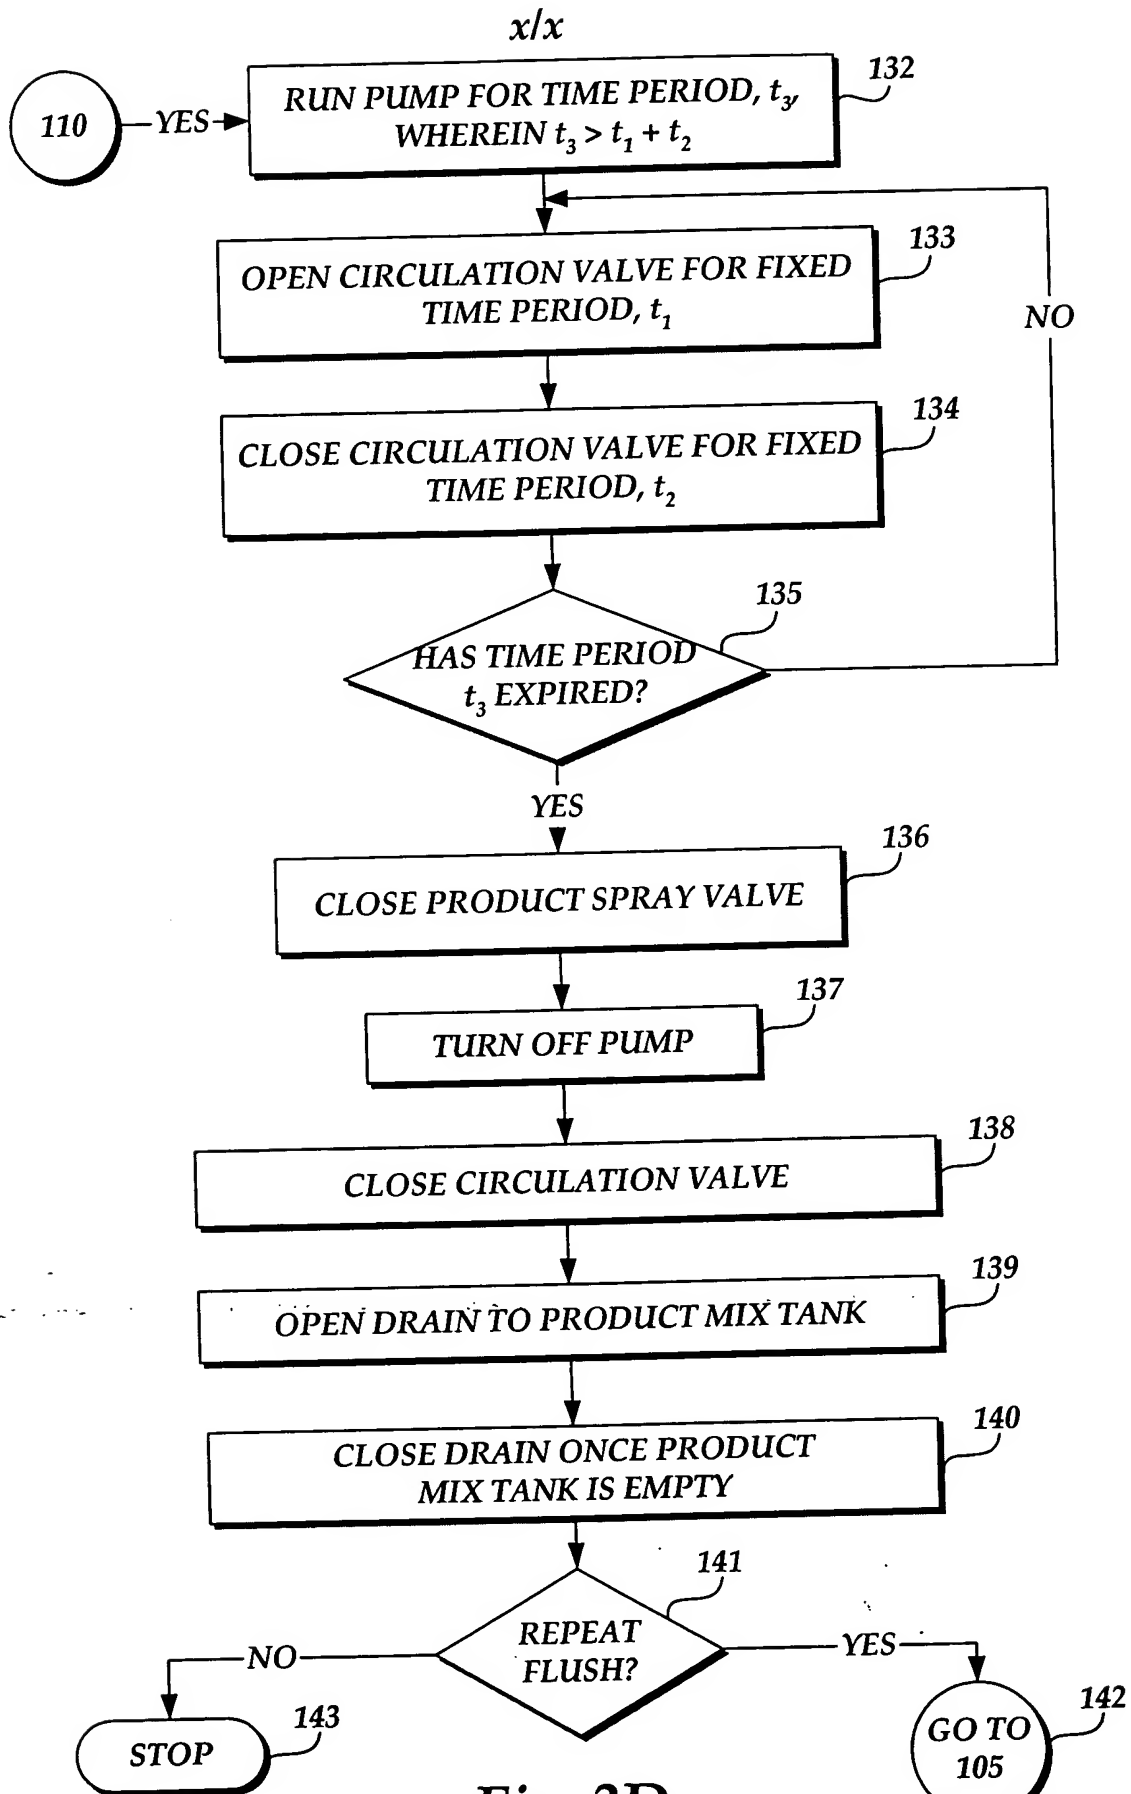 x/x
110
YES
RUN PUMP FOR TIME PERIOD, t3,
WHEREIN t3 > t1 + t2
132
OPEN CIRCULATION VALVE FOR FIXED
TIME PERIOD, t1
133
NO
CLOSE CIRCULATION VALVE FOR FIXED
TIME PERIOD, t2
134
HAS TIME PERIOD
t3 EXPIRED?
135
YES
CLOSE PRODUCT SPRAY VALVE
136
TURN OFF PUMP
137
CLOSE CIRCULATION VALVE
138
OPEN DRAIN TO PRODUCT MIX TANK
139
CLOSE DRAIN ONCE PRODUCT
MIX TANK IS EMPTY
140
REPEAT
FLUSH?
141
NO
YES
STOP
143
GO TO
105
142